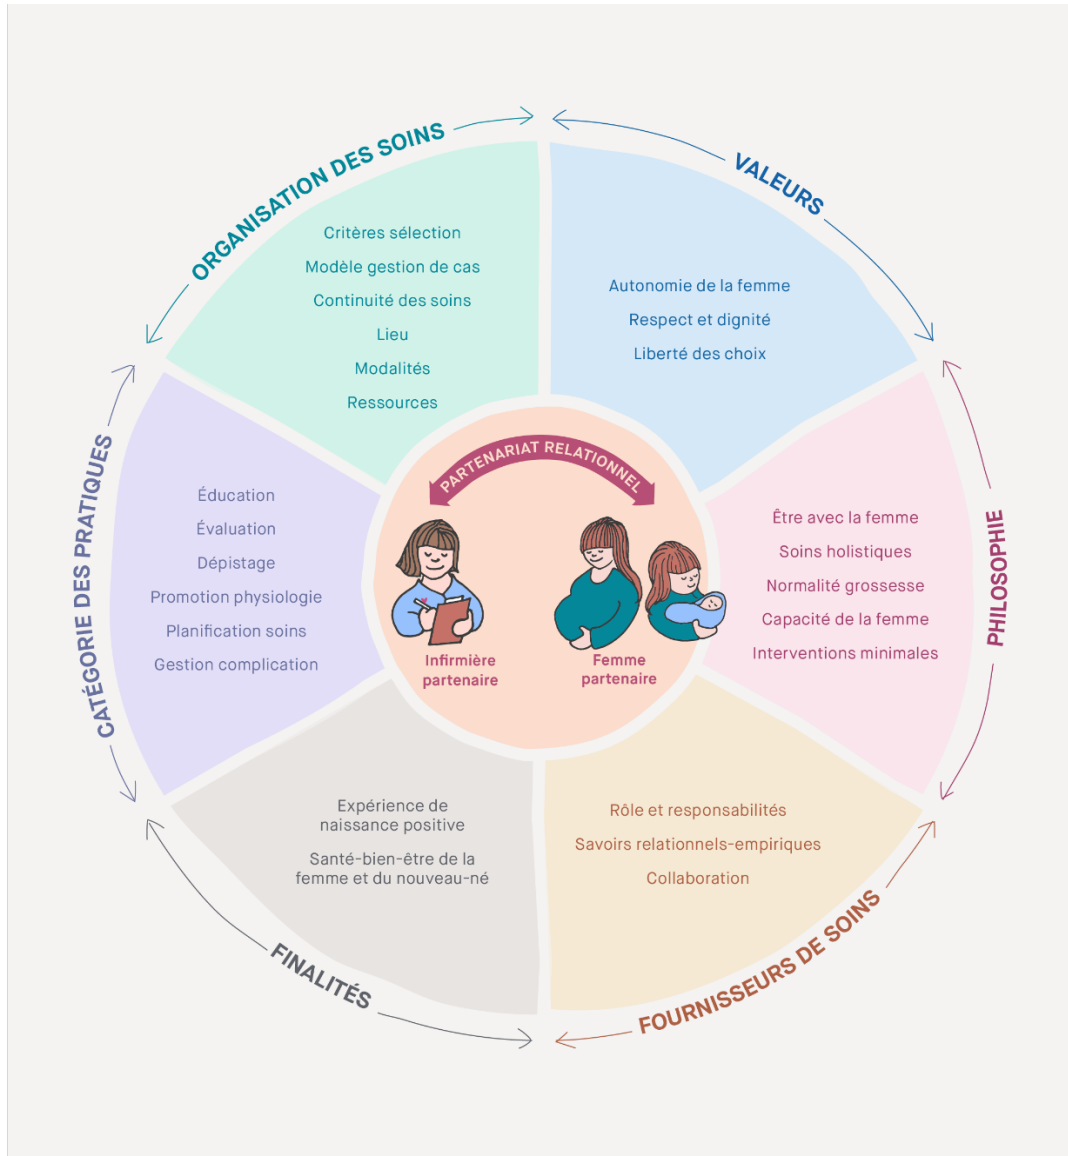 ORGANISATION DES SOINS
Critères sélection
Modèle gestion de cas
Continuité des soins
Lieu
Modalités
Ressources
VALEURS
Autonomie de la femme
Respect et dignité
Liberté des choix
PHILOSOPHIE
Être avec la femme
Soins holistiques
Normalité grossesse
Capacité de la femme
Interventions minimales
FOURNISSEURS DE SOINS
Rôle et responsabilités
Savoirs relationnels-empiriques
Collaboration
FINALITÉS
Expérience de
naissance positive
Santé-bien-être de la
femme et du nouveau-né
CATÉGORIE DES PRATIQUES
Éducation
Évaluation
Dépistage
Promotion physiologie
Planification soins
Gestion complication
PARTENARIAT RELATIONNEL
Infirmière
partenaire
Femme
partenaire